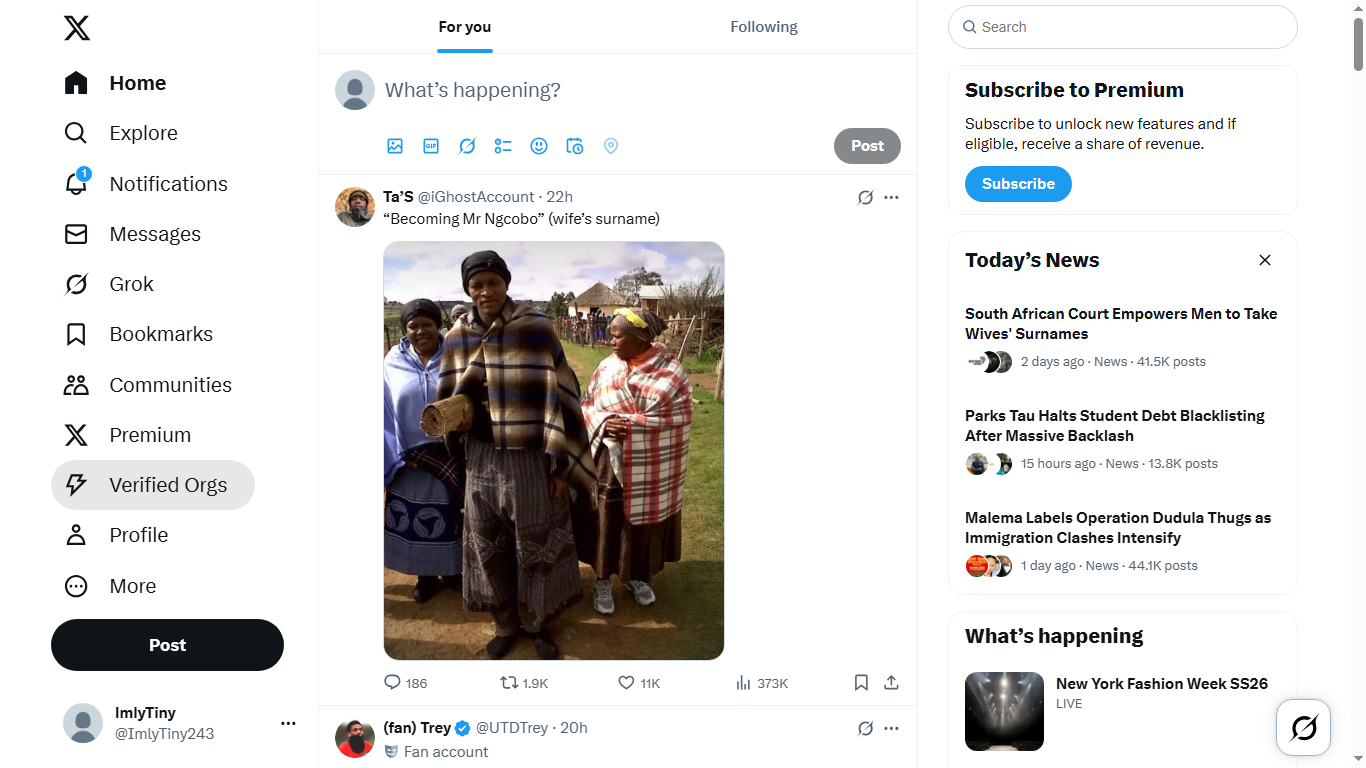 Home
Explore
1
Notifications
Messages
Grok
Bookmarks
Communities
Premium
Verified Orgs
Profile
More
Post
ImlyTiny
@ImlyTiny243
For you
Following
What’s happening?
GIF
Post
Ta’S @iGhostAccount · 22h
“Becoming Mr Ngcobo” (wife’s surname)
186
1.9K
11K
373K
(fan) Trey @UTDTrey · 20h
Fan account
Search
Subscribe to Premium
Subscribe to unlock new features and if
eligible, receive a share of revenue.
Subscribe
Today’s News
South African Court Empowers Men to Take
Wives' Surnames
2 days ago · News · 41.5K posts
Parks Tau Halts Student Debt Blacklisting
After Massive Backlash
15 hours ago · News · 13.8K posts
Malema Labels Operation Dudula Thugs as
Immigration Clashes Intensify
1 day ago · News · 44.1K posts
What’s happening
New York Fashion Week SS26
LIVE